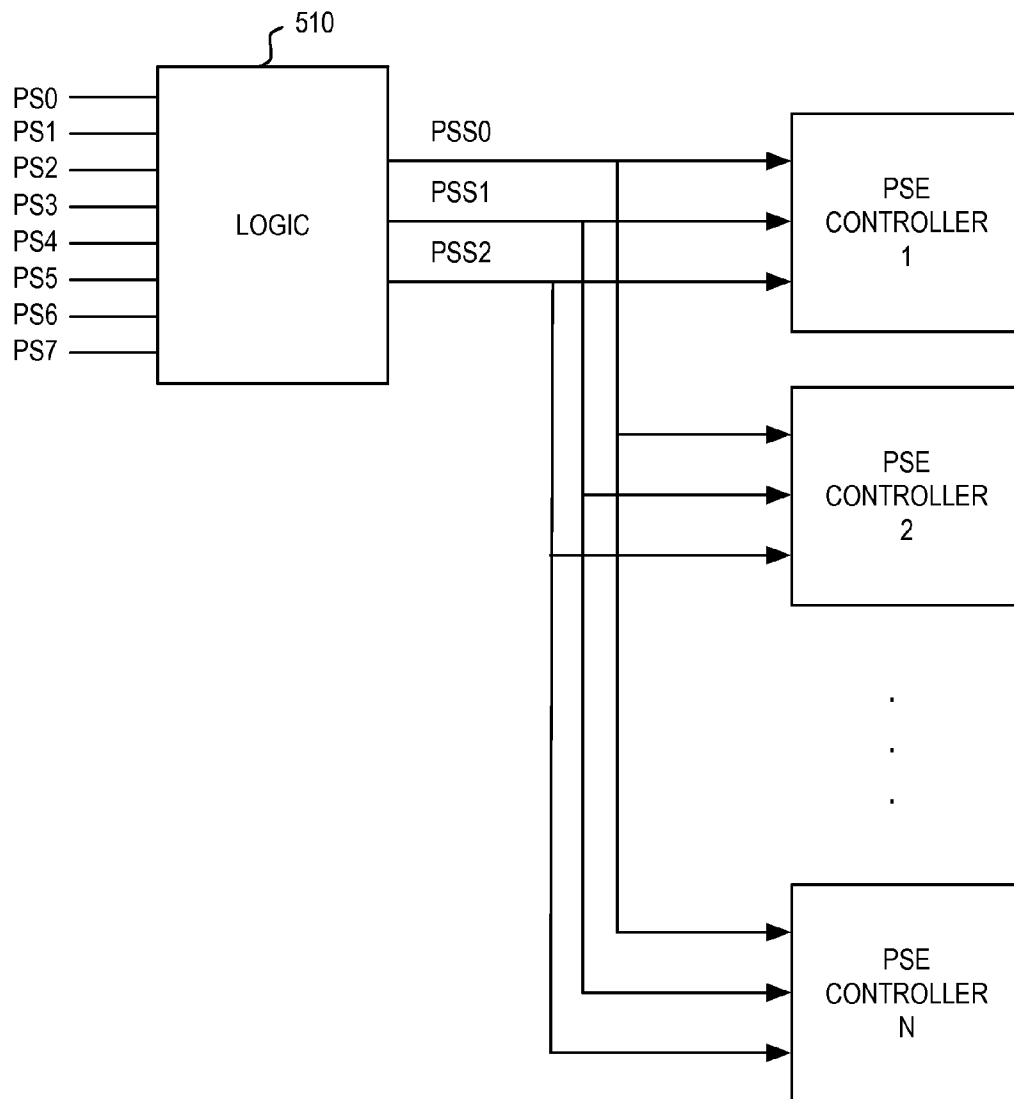 510
PS0
PS1
PS2
PS3
PS4
PS5
PS6
PS7
LOGIC
PSS0
PSS1
PSS2
PSE
CONTROLLER
1
PSE
CONTROLLER
2
.
.
.
PSE
CONTROLLER
N